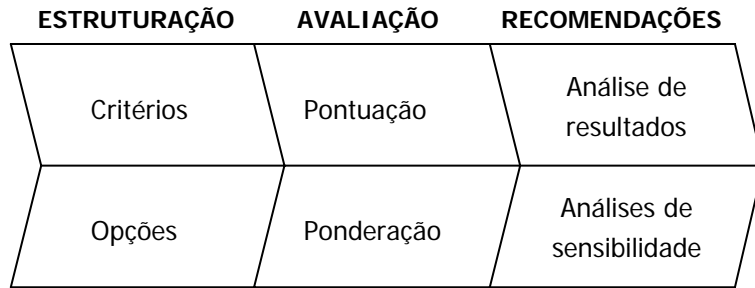 ESTRUTURAÇÃO AVALIAÇÃO RECOMENDAÇÕES
Critérios Pontuação Análise de
resultados
Opções Ponderação Análises de
sensibilidade